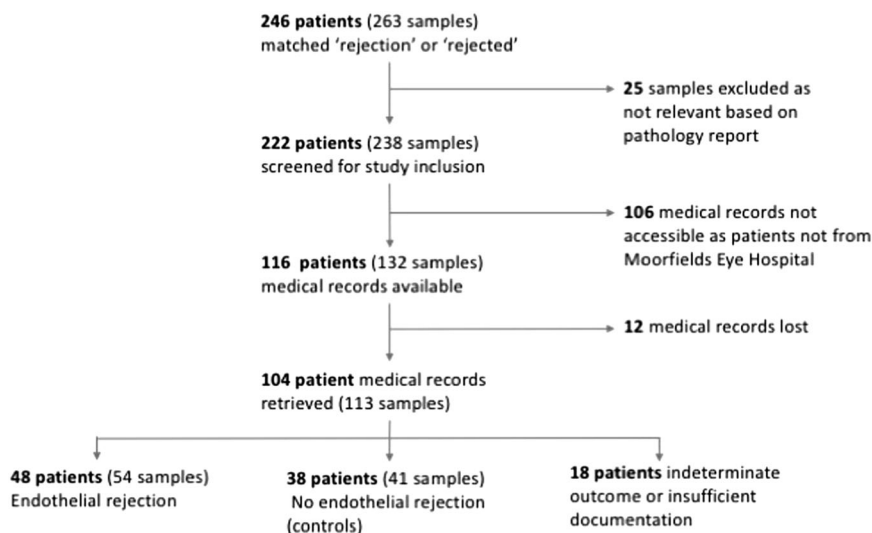 246 patients (263 samples)
matched ‘rejection’ or ‘rejected’
25 samples excluded as
not relevant based on
pathology report
222 patients (238 samples)
screened for study inclusion
106 medical records not
accessible as patients not from
Moorfields Eye Hospital
116 patients (132 samples)
medical records available
12 medical records lost
104 patient medical records
retrieved (113 samples)
48 patients (54 samples)
Endothelial rejection
38 patients (41 samples)
No endothelial rejection
(controls)
18 patients indeterminate
outcome or insufficient
documentation